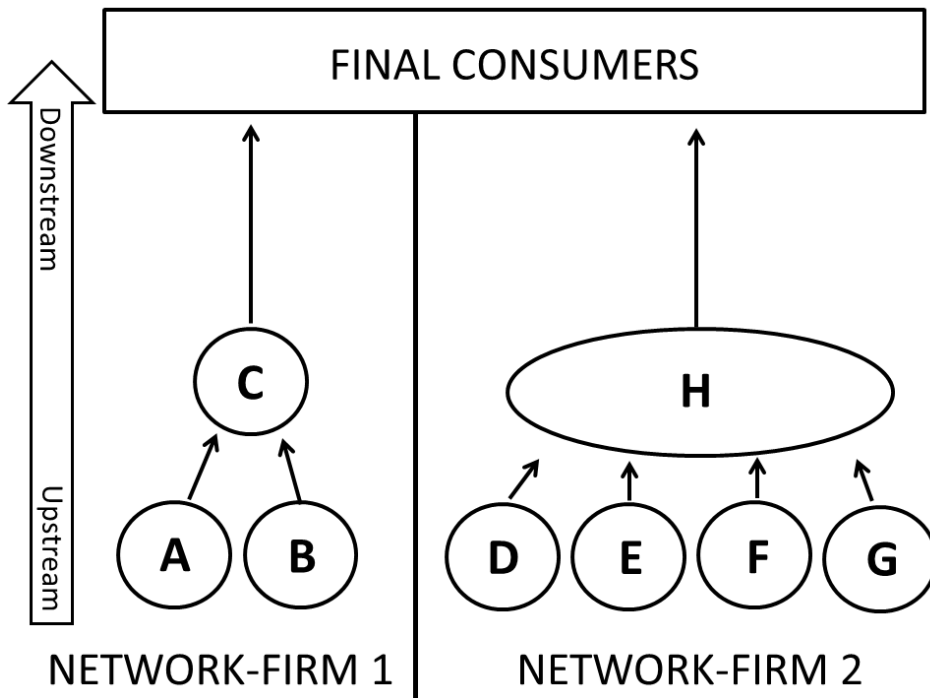 FINAL CONSUMERS
Downstream
Upstream
C
H
A
B
D
E
F
G
NETWORK-FIRM 1
NETWORK-FIRM 2